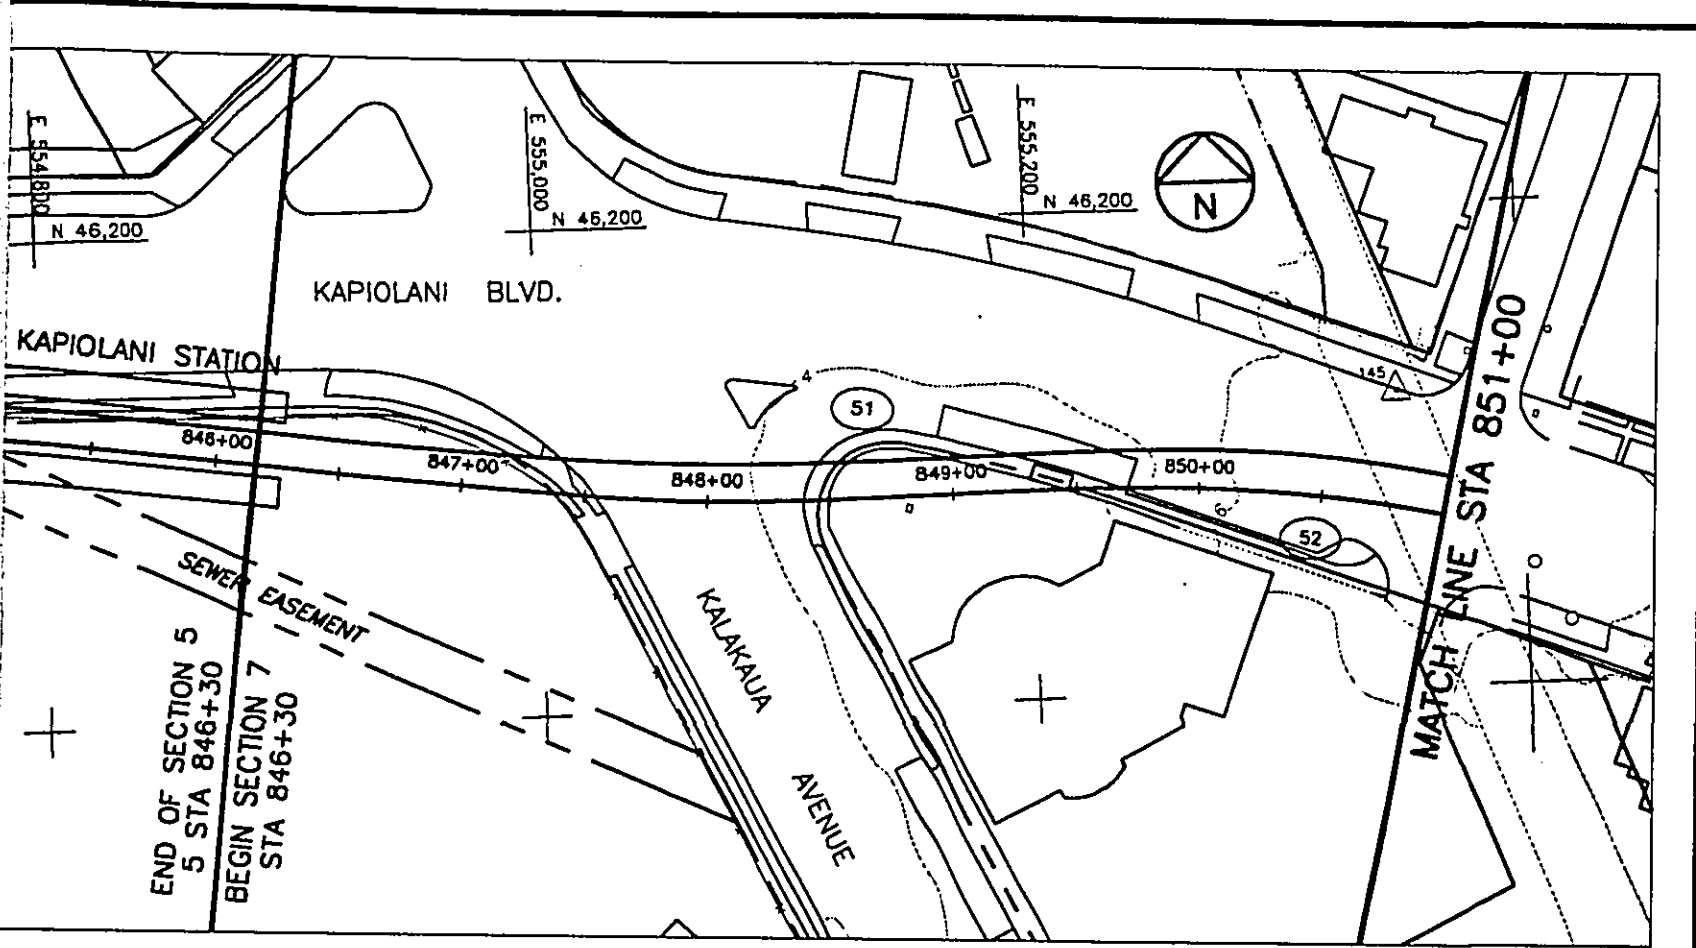 E 554,800
N 46,200
E 555,000
N 46,200
E 555,200
N 46,200
N
KAPIOLANI BLVD.
KAPIOLANI STATION
4
51
145
846+00
847+00
848+00
849+00
850+00
6
52
SEWER EASEMENT
KALAKAUA
AVENUE
END OF SECTION 5
5 STA 846+30
BEGIN SECTION 7
STA 846+30
MATCH LINE STA 851+00